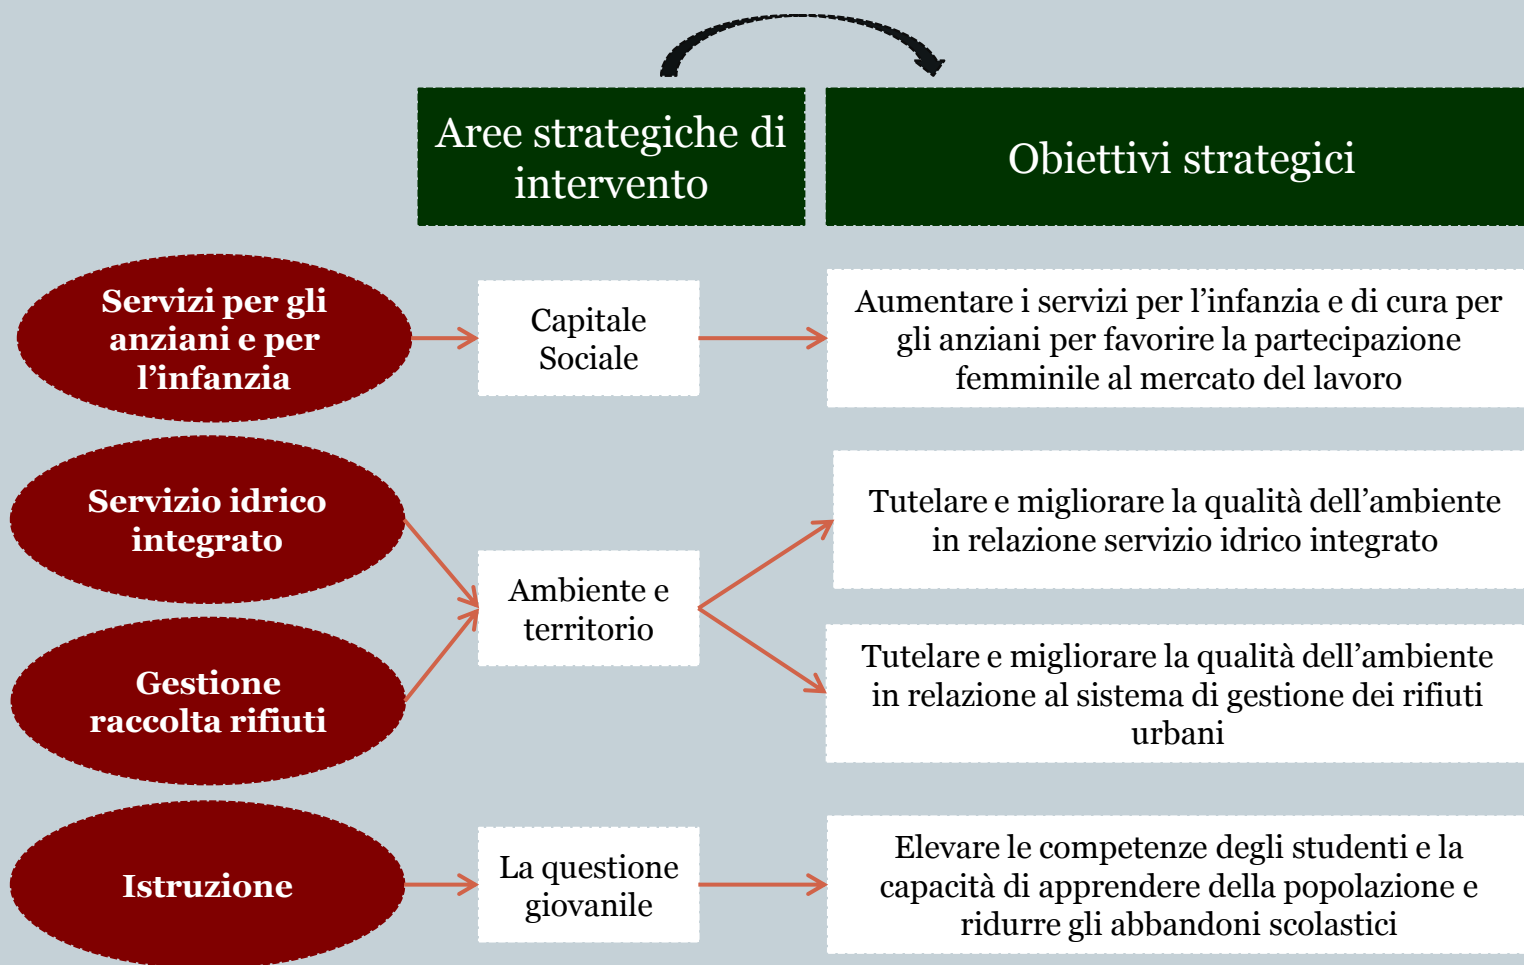 Aree strategiche di
intervento
Obiettivi strategici
Servizi per gli
anziani e per
l'infanzia
Capitale
Sociale
Aumentare i servizi per l’infanzia e di cura per
gli anziani per favorire la partecipazione
femminile al mercato del lavoro
Servizio idrico
integrato
Gestione
raccolta rifiuti
Ambiente e
territorio
Tutelare e migliorare la qualità dell’ambiente
in relazione servizio idrico integrato
Tutelare e migliorare la qualità dell’ambiente
in relazione al sistema di gestione dei rifiuti
urbani
Istruzione
La questione
giovanile
Elevare le competenze degli studenti e la
capacità di apprendere della popolazione e
ridurre gli abbandoni scolastici